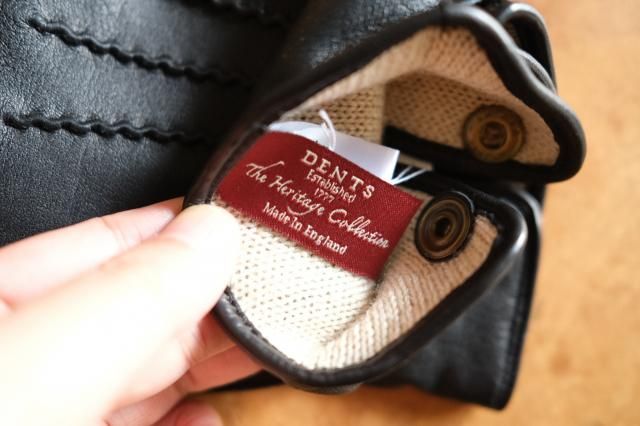 DENTS
Established
1777
The Heritage Collection
Made In England